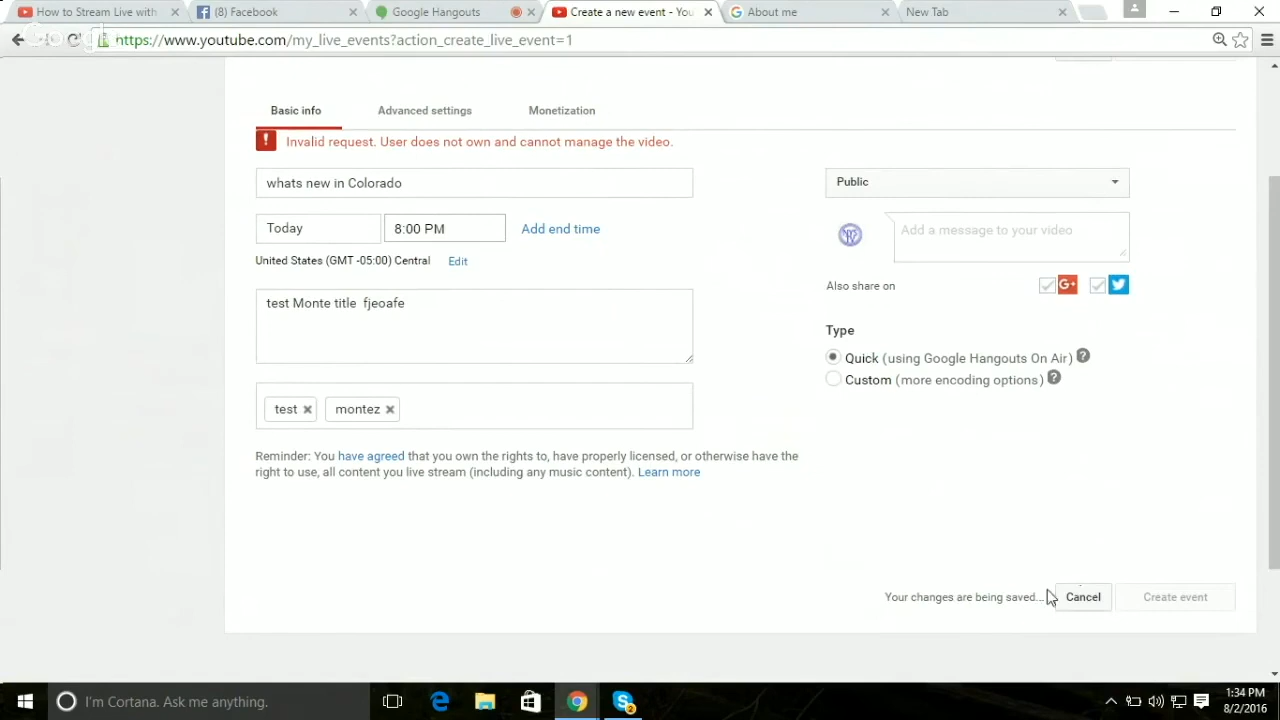 How to Stream Live with
(8) Facebook
Google Hangouts
Create a new event - You
About me
New Tab
https://www.youtube.com/my_live_events?action_create_live_event=1
Basic info
Advanced settings
Monetization
Invalid request. User does not own and cannot manage the video.
whats new in Colorado
Public
Today
8:00 PM
Add end time
Add a message to your video
United States (GMT -05:00) Central
Edit
Also share on
G+
test Monte title  fjeoafe
Type
Quick (using Google Hangouts On Air) ?
Custom (more encoding options) ?
test
montez
Reminder: You have agreed that you own the rights to, have properly licensed, or otherwise have the
right to use, all content you live stream (including any music content). Learn more
Your changes are being saved...
Cancel
Create event
I'm Cortana. Ask me anything.
1:34 PM
8/2/2016